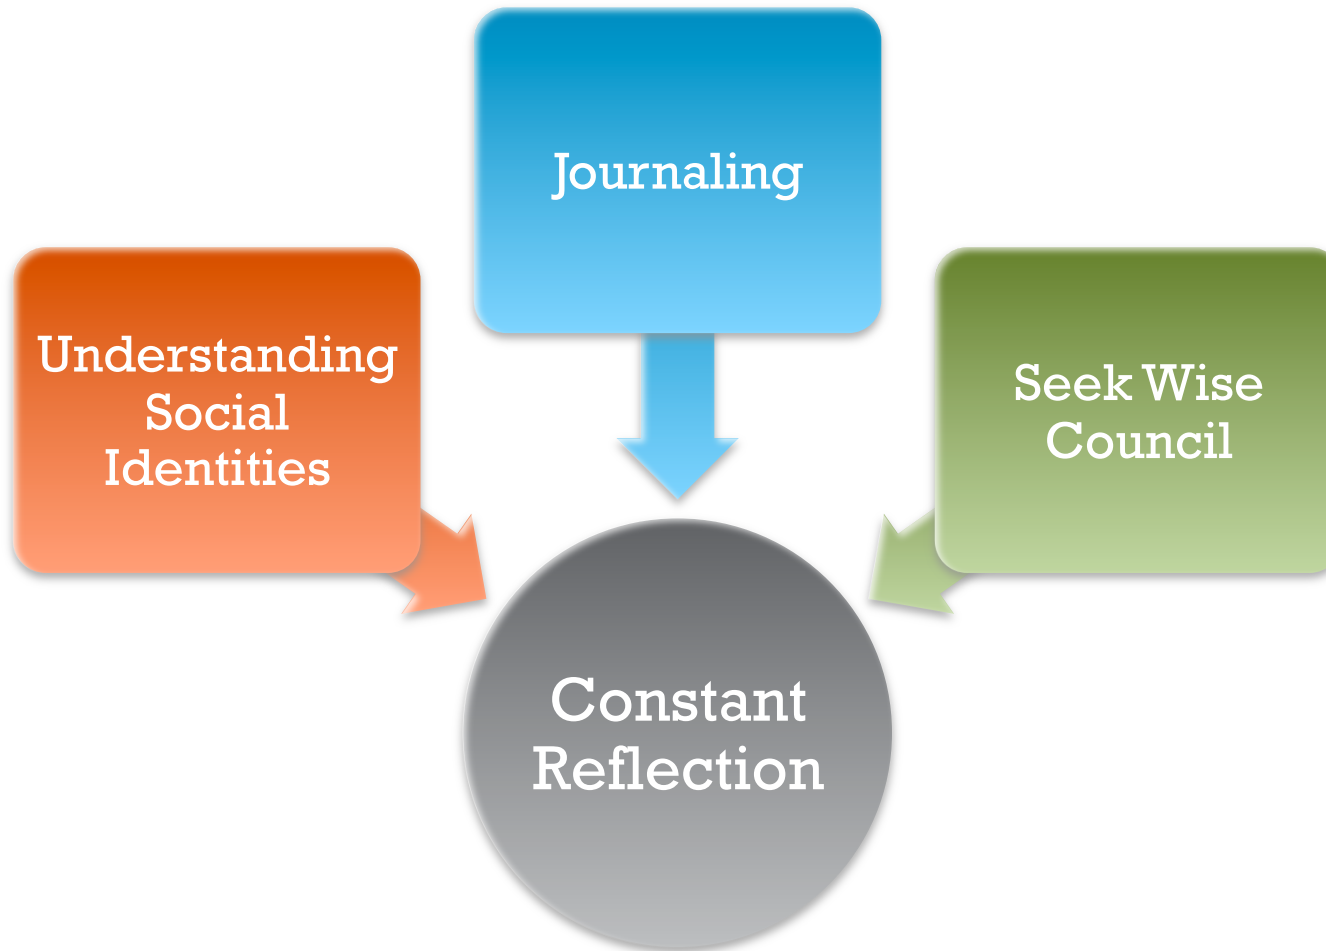 Journaling
Understanding
Social
Identities
Seek Wise
Council
Constant
Reflection